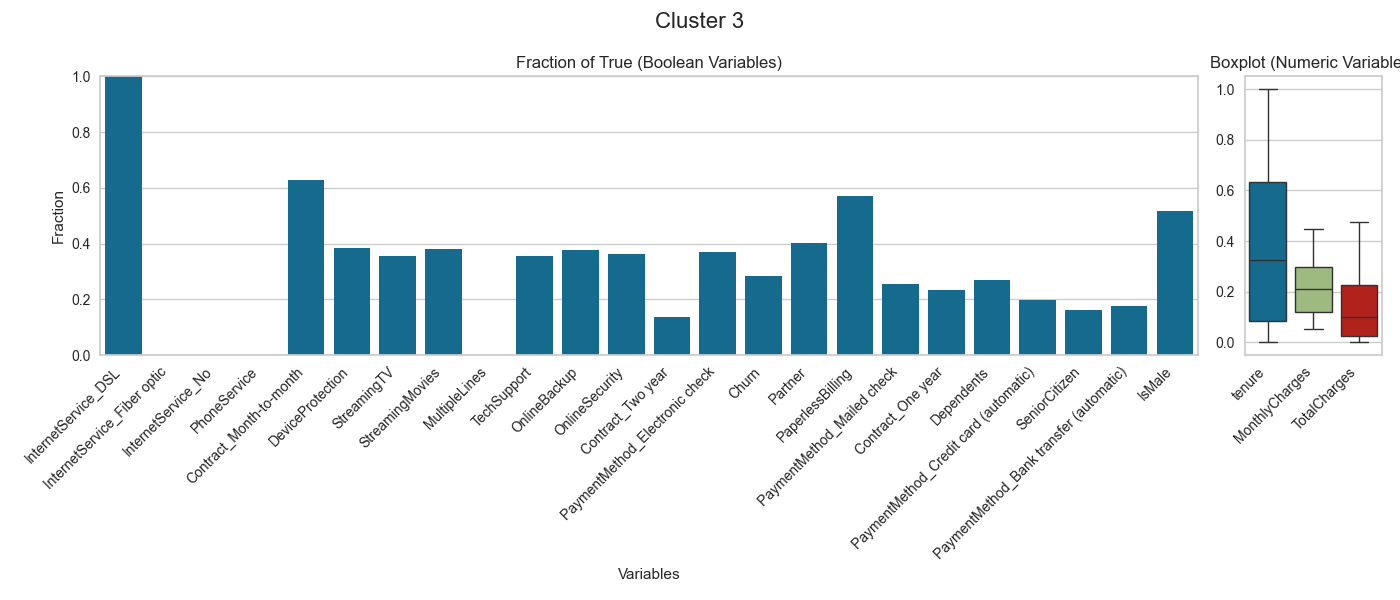 Cluster 3
Fraction of True (Boolean Variables)
Fraction
1.0
0.8
0.6
0.4
0.2
0.0
InternetService_DSL
InternetService_Fiber optic
InternetService_No
PhoneService
Contract_Month-to-month
DeviceProtection
StreamingTV
StreamingMovies
MultipleLines
TechSupport
OnlineBackup
OnlineSecurity
Contract_Two year
PaymentMethod_Electronic check
Churn
Partner
PaperlessBilling
PaymentMethod_Mailed check
Contract_One year
Dependents
PaymentMethod_Credit card (automatic)
SeniorCitizen
PaymentMethod_Bank transfer (automatic)
IsMale
Variables
Boxplot (Numeric Variable
1.0
0.8
0.6
0.4
0.2
0.0
tenure
MonthlyCharges
TotalCharges